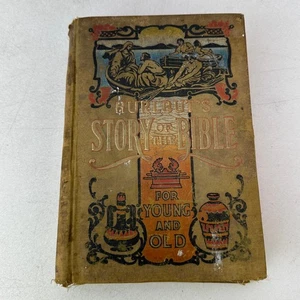 HURLBUT'S
STORY OF THE BIBLE
FOR
YOUNG
AND
OLD